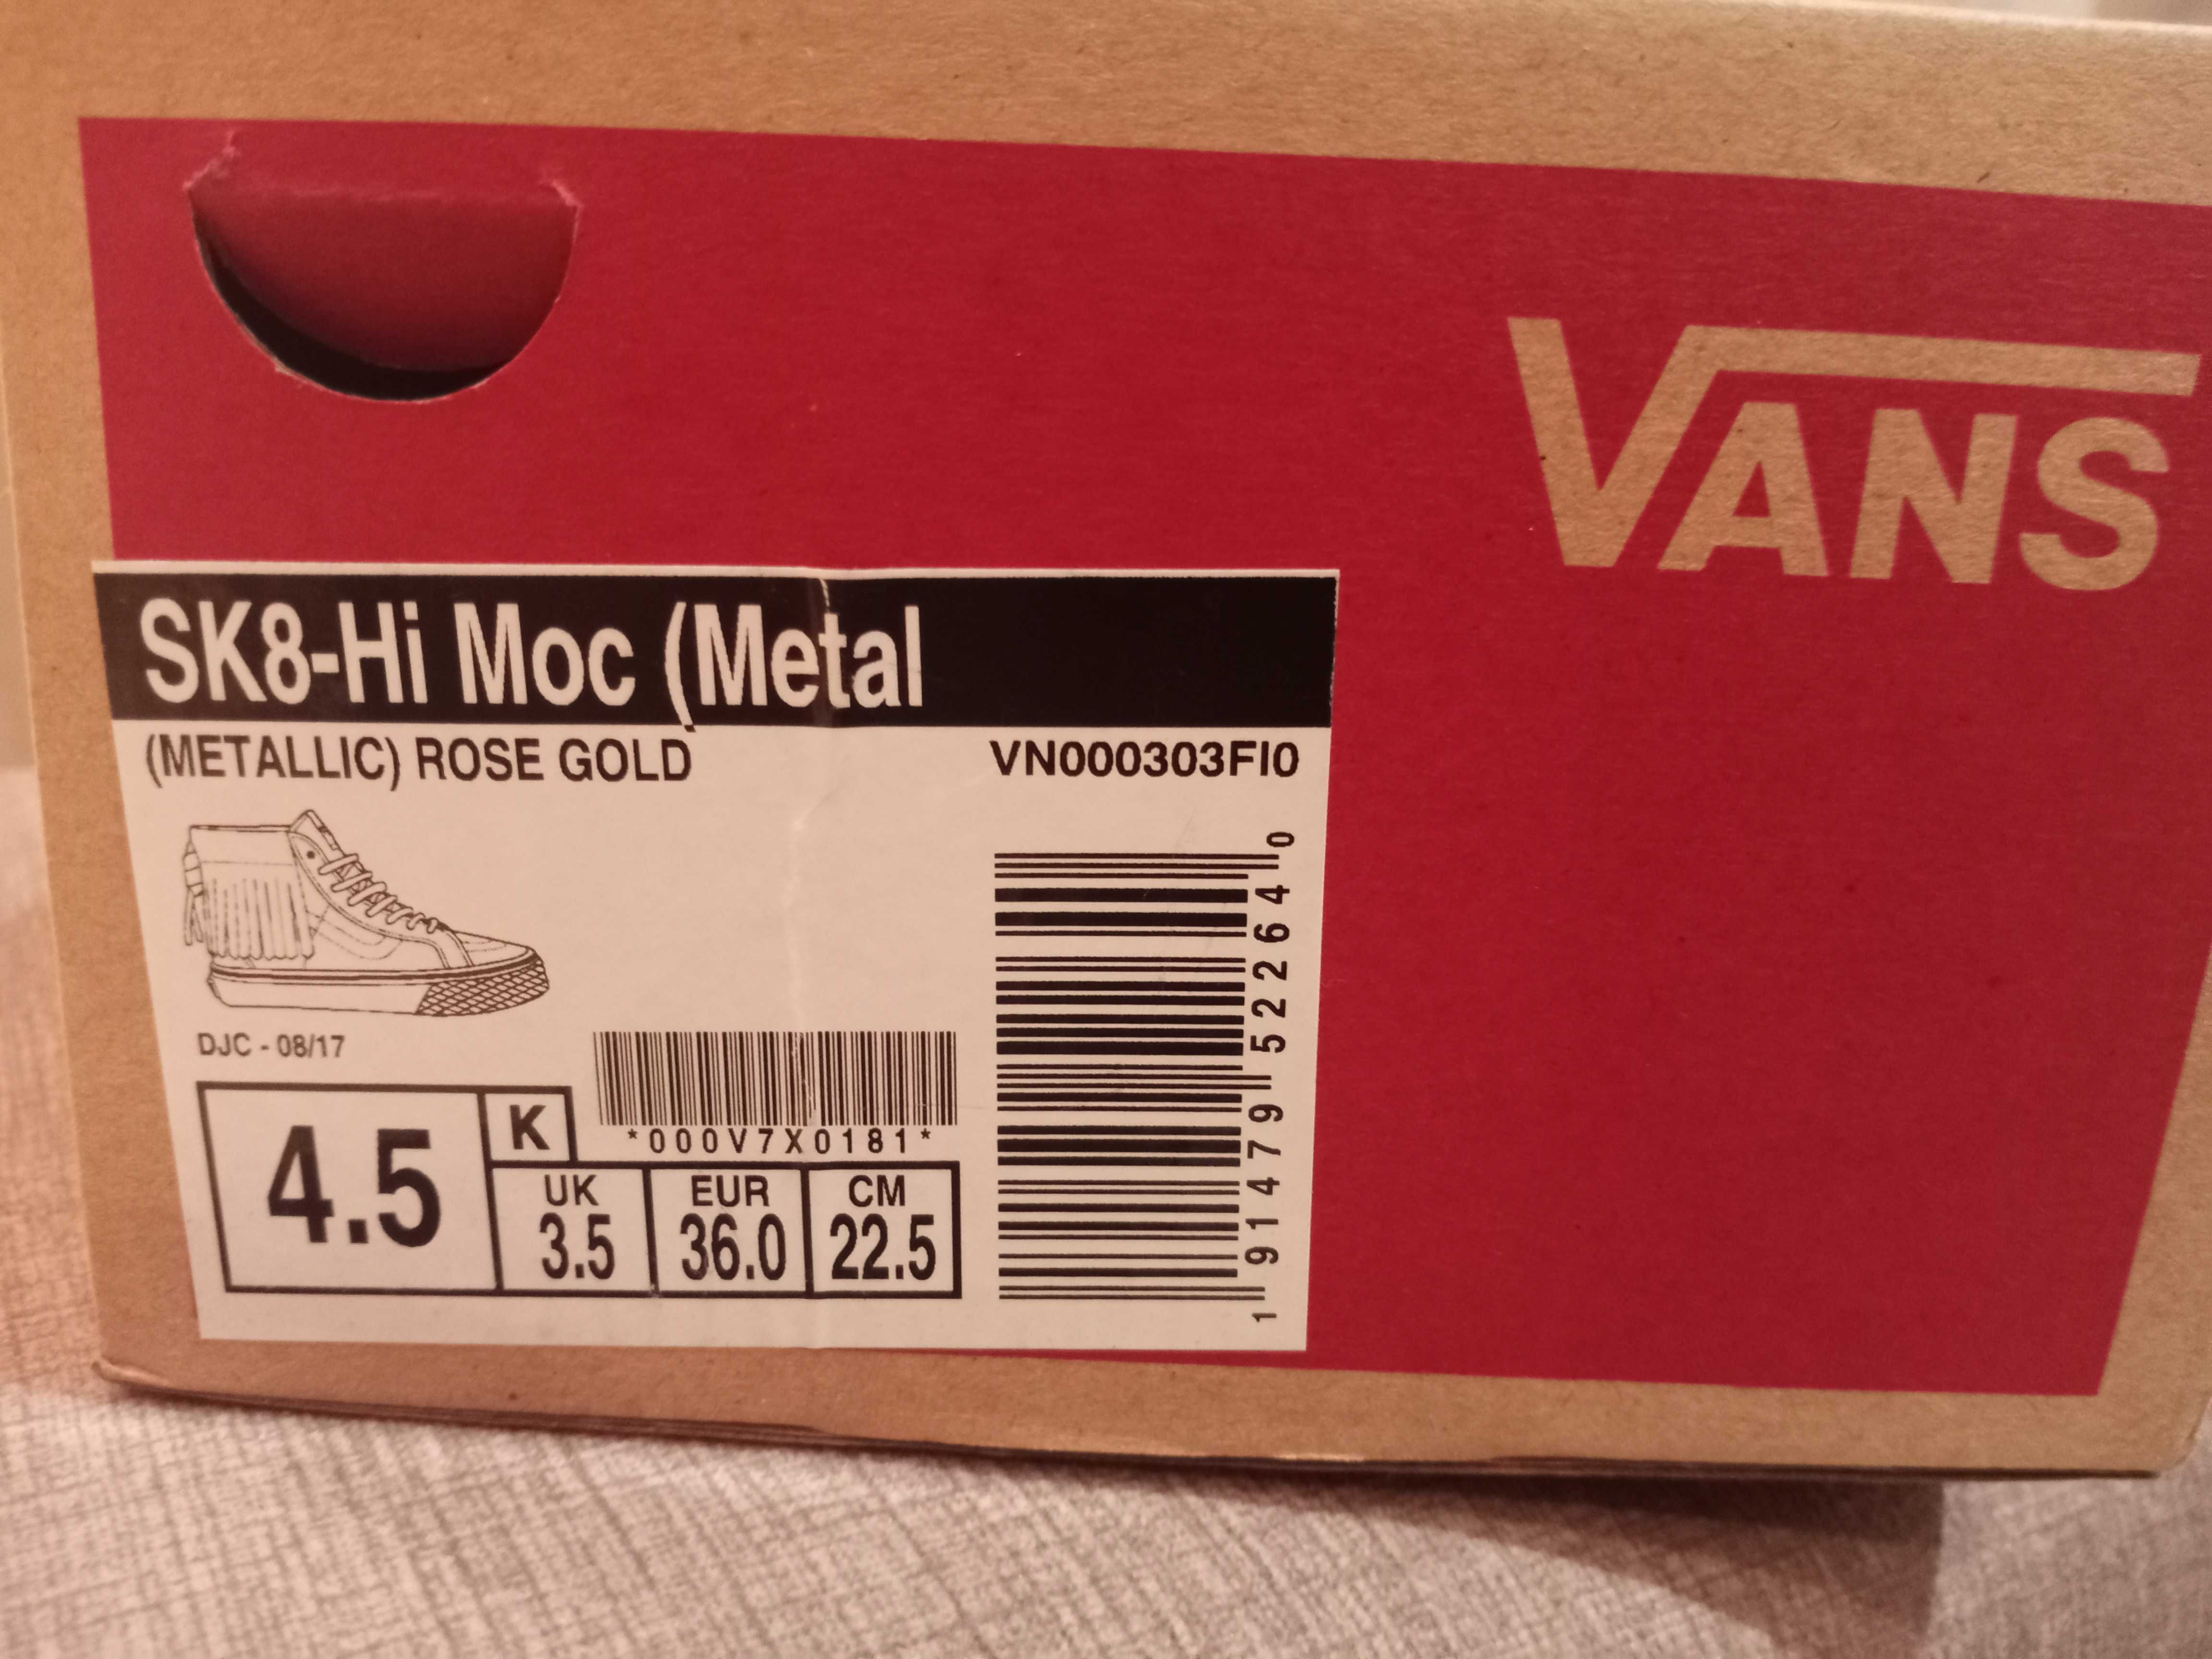 VANS
SK8-Hi Moc (Metal
(METALLIC) ROSE GOLD
VN000303FI0
DJC - 08/17
*000V7X0181*
4.5
K
UK
3.5
EUR
36.0
CM
22.5
1 91479 52264 0